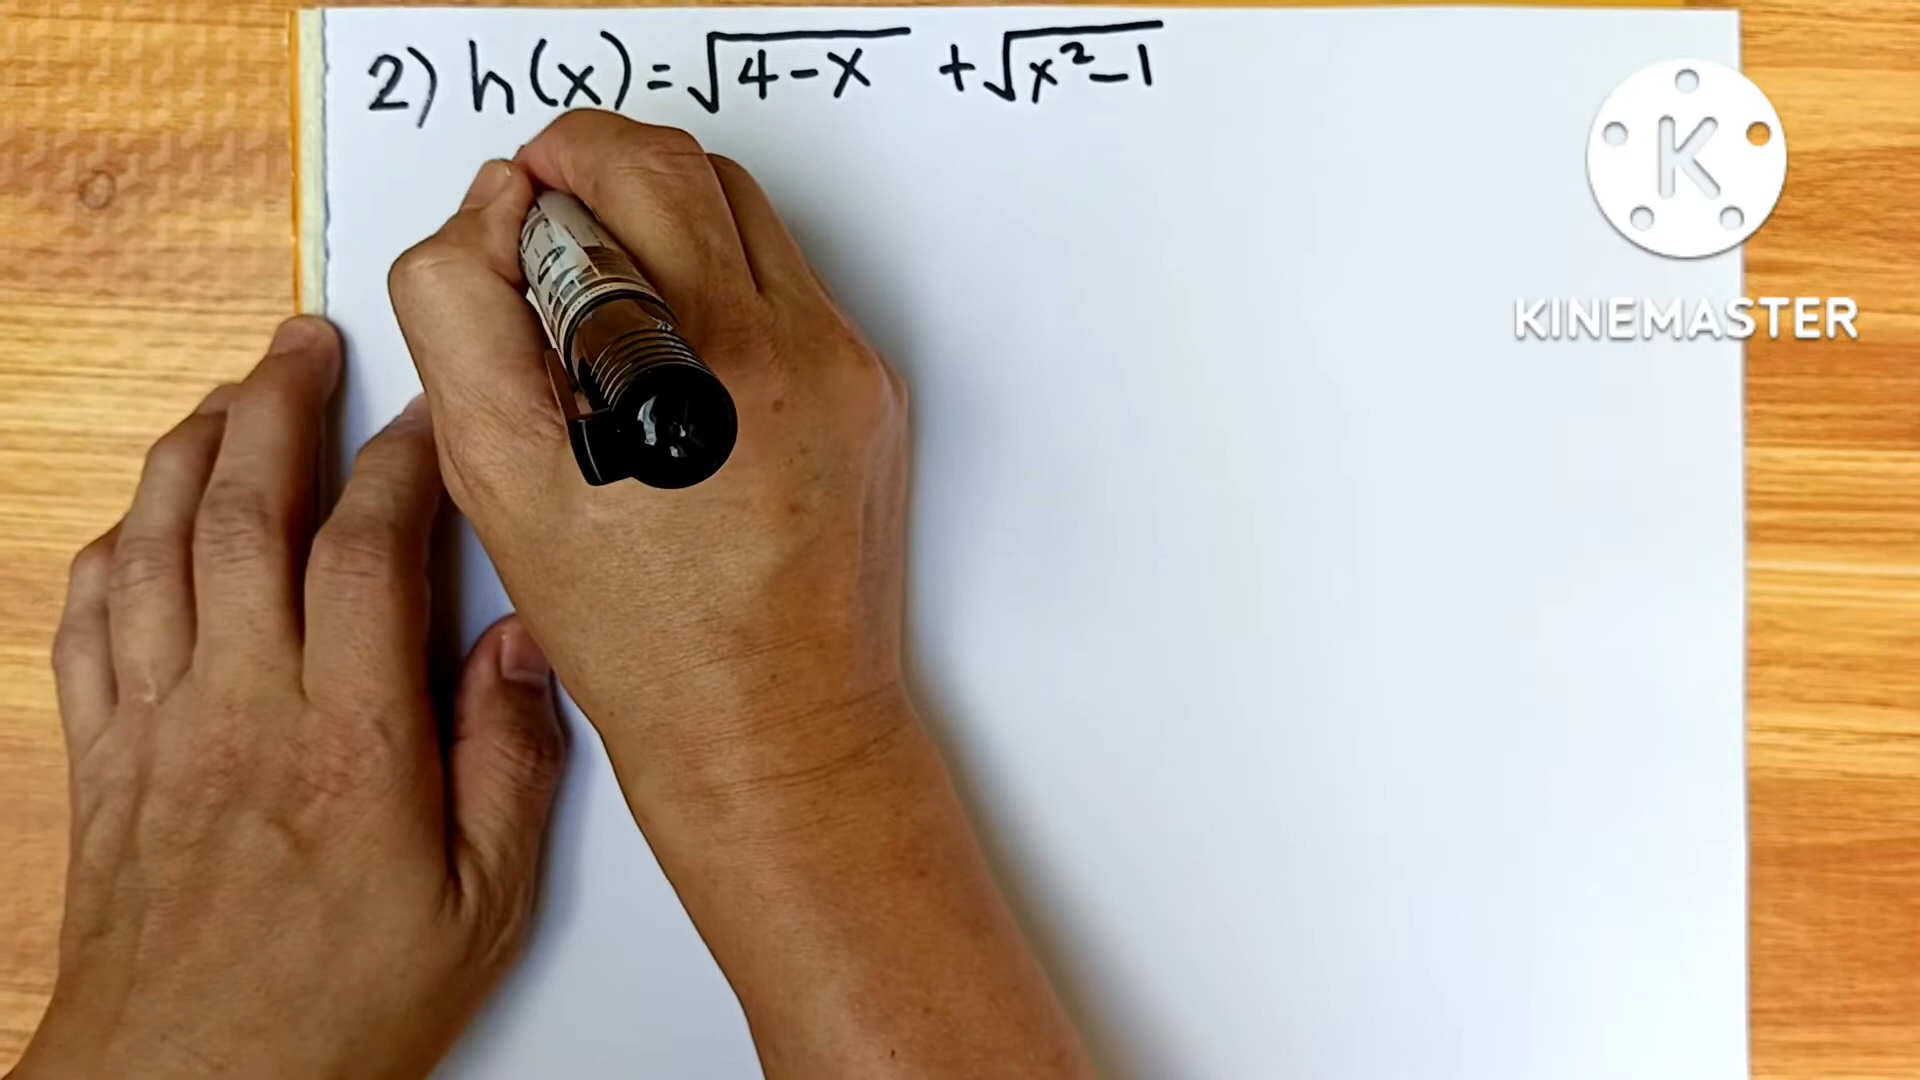 2) h(x) = √4-x + √x²-1
K
KINEMASTER